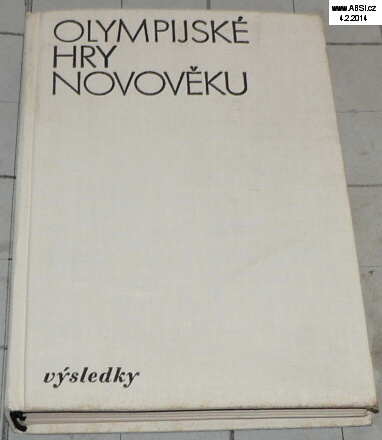 www.ABSI.cz
4.2.2014
OLYMPIJSKÉ
HRY
NOVOVĚKU
výsledky